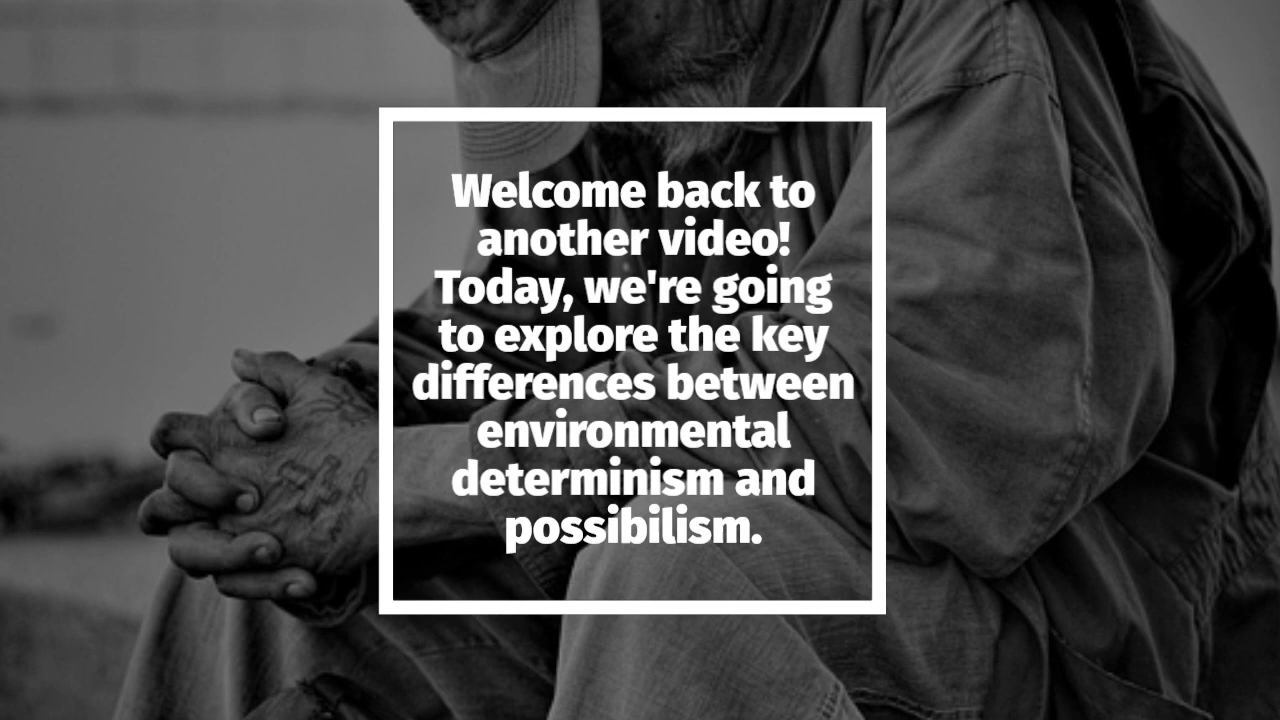 Welcome back to
another video!
Today, we're going
to explore the key
differences between
environmental
determinism and
possibilism.